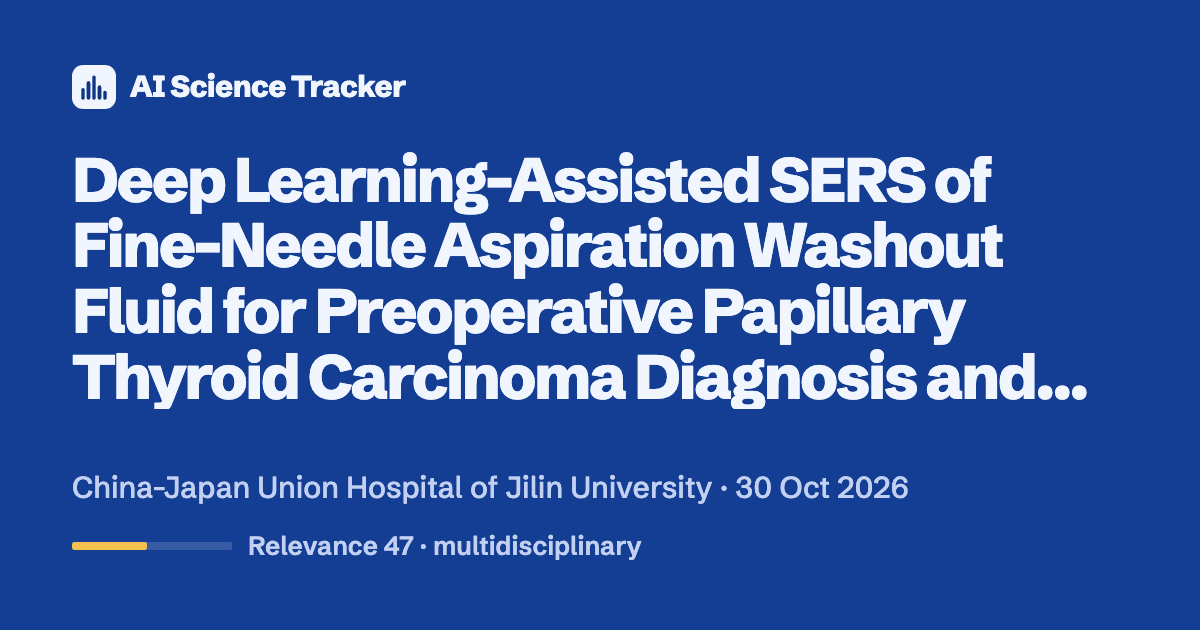 AI Science Tracker
Deep Learning-Assisted SERS of
Fine-Needle Aspiration Washout
Fluid for Preoperative Papillary
Thyroid Carcinoma Diagnosis and...
China-Japan Union Hospital of Jilin University · 30 Oct 2026
Relevance 47 · multidisciplinary